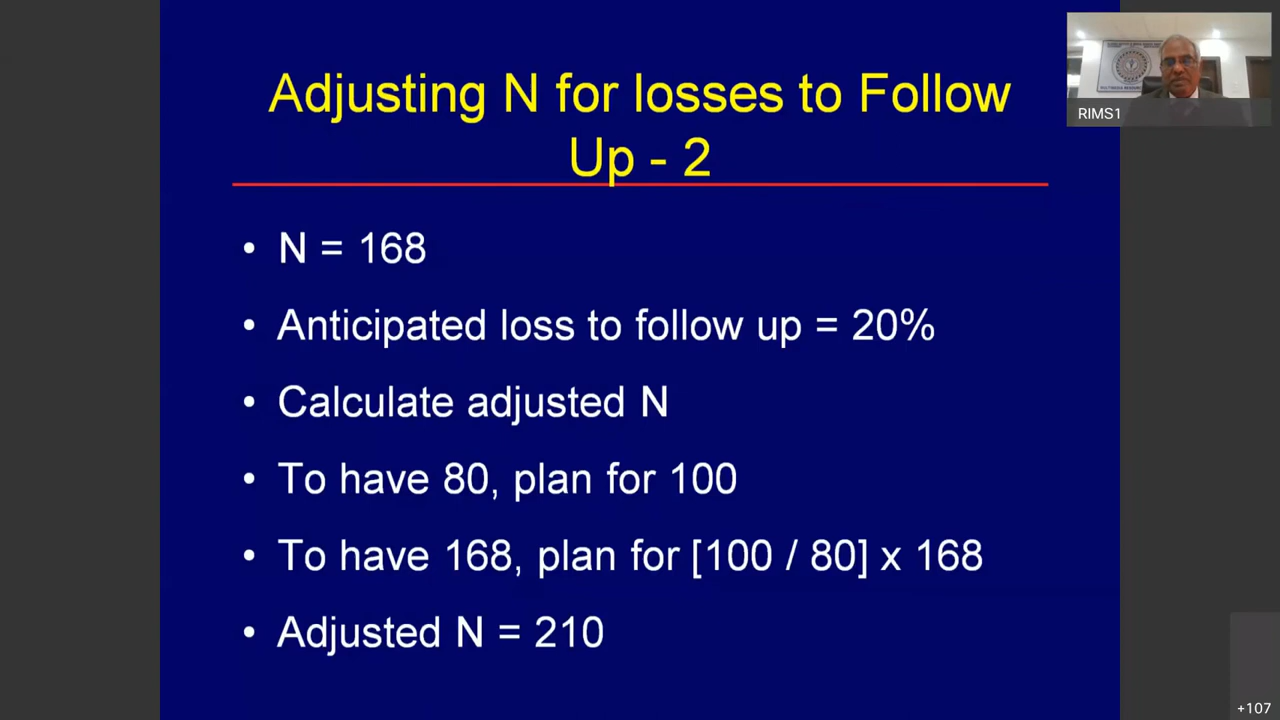 Adjusting N for losses to Follow
Up - 2
• N = 168
• Anticipated loss to follow up = 20%
• Calculate adjusted N
• To have 80, plan for 100
• To have 168, plan for [100 / 80] x 168
• Adjusted N = 210
RIMS1
+107